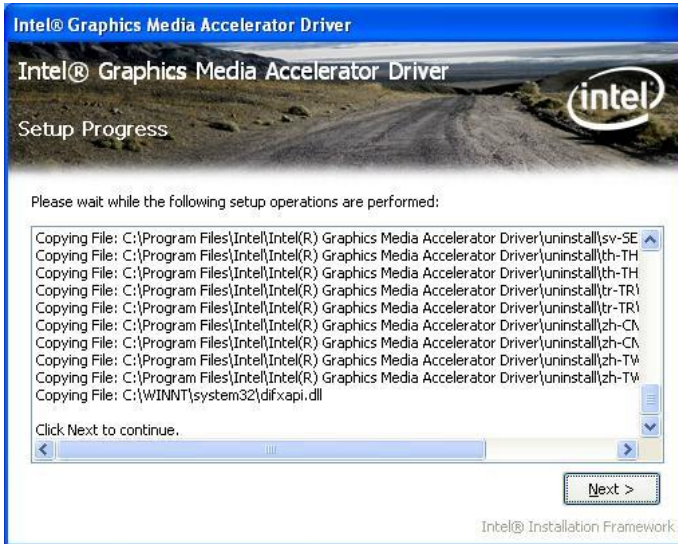 Intel® Graphics Media Accelerator Driver
Intel® Graphics Media Accelerator Driver
intel
Setup Progress
Please wait while the following setup operations are performed:
Copying File: C:\Program Files\Intel\Intel(R) Graphics Media Accelerator Driver\uninstall\sv-SE
Copying File: C:\Program Files\Intel\Intel(R) Graphics Media Accelerator Driver\uninstall\th-TH
Copying File: C:\Program Files\Intel\Intel(R) Graphics Media Accelerator Driver\uninstall\th-TH
Copying File: C:\Program Files\Intel\Intel(R) Graphics Media Accelerator Driver\uninstall\tr-TR\
Copying File: C:\Program Files\Intel\Intel(R) Graphics Media Accelerator Driver\uninstall\tr-TR\
Copying File: C:\Program Files\Intel\Intel(R) Graphics Media Accelerator Driver\uninstall\zh-CN
Copying File: C:\Program Files\Intel\Intel(R) Graphics Media Accelerator Driver\uninstall\zh-CN
Copying File: C:\Program Files\Intel\Intel(R) Graphics Media Accelerator Driver\uninstall\zh-TW
Copying File: C:\Program Files\Intel\Intel(R) Graphics Media Accelerator Driver\uninstall\zh-TW
Copying File: C:\WINNT\system32\difxapi.dll
Click Next to continue.
Next >
Intel® Installation Framework